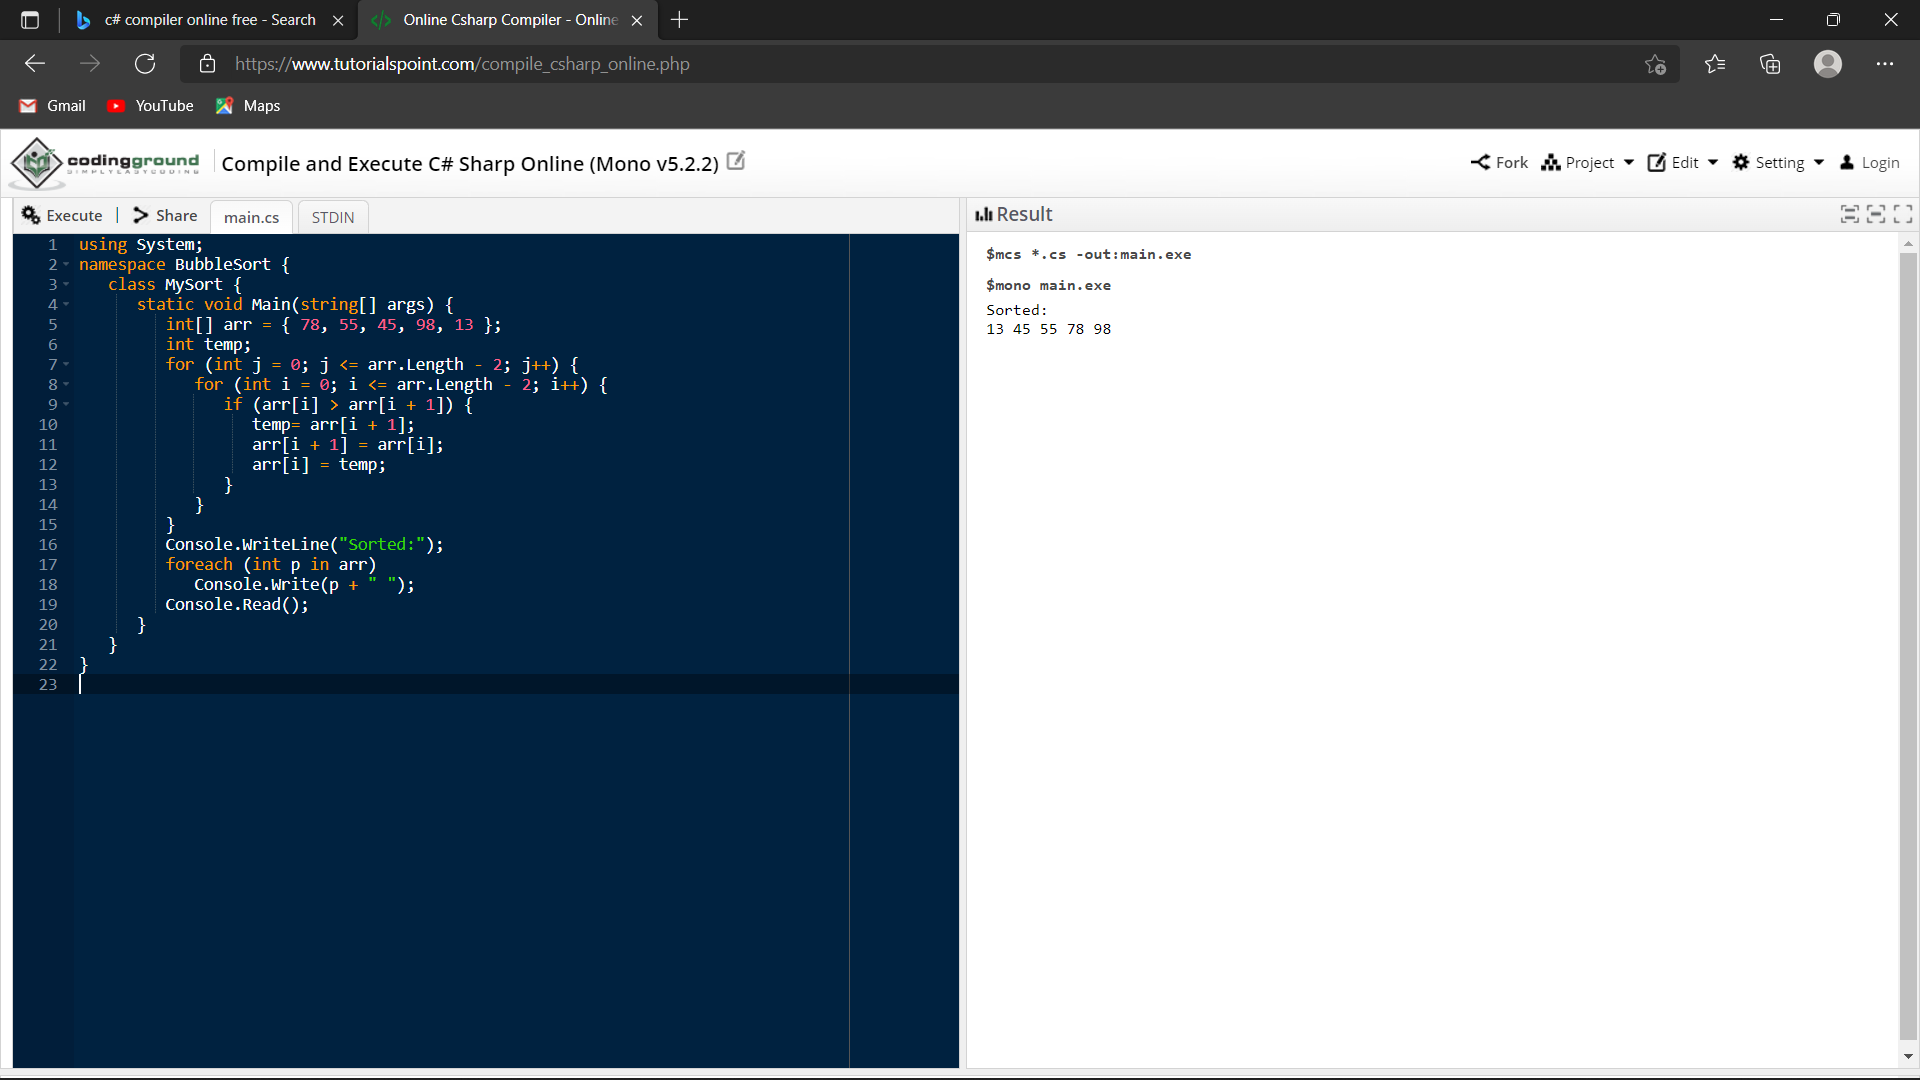 c# compiler online free - Search
Online Csharp Compiler - Online
https://www.tutorialspoint.com/compile_csharp_online.php
Gmail
YouTube
Maps
codingground
SIMPLYEASYCODING
Compile and Execute C# Sharp Online (Mono v5.2.2)
Fork
Project
Edit
Setting
Login
Execute
Share
main.cs
STDIN
1 using System;
2 namespace BubbleSort {
3 class MySort {
4 static void Main(string[] args) {
5 int[] arr = { 78, 55, 45, 98, 13 };
6 int temp;
7 for (int j = 0; j <= arr.Length - 2; j++) {
8 for (int i = 0; i <= arr.Length - 2; i++) {
9 if (arr[i] > arr[i + 1]) {
10 temp= arr[i + 1];
11 arr[i + 1] = arr[i];
12 arr[i] = temp;
13 }
14 }
15 }
16 Console.WriteLine("Sorted:");
17 foreach (int p in arr)
18 Console.Write(p + " ");
19 Console.Read();
20 }
21 }
22 }
23
Result
$mcs *.cs -out:main.exe
$mono main.exe
Sorted:
13 45 55 78 98